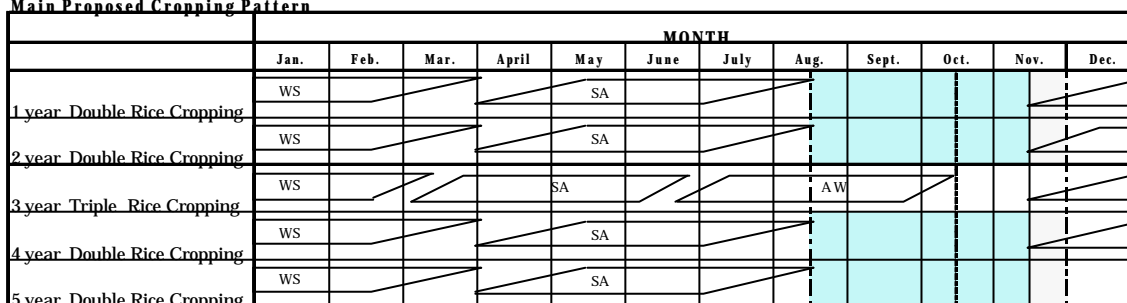 Main Proposed Cropping Pattern
MONTH
Jan. Feb. Mar. April May June July Aug. Sept. Oct. Nov. Dec.
WS SA
1 year Double Rice Cropping
WS SA
2 year Double Rice Cropping
WS SA AW
3 year Triple Rice Cropping
WS SA
4 year Double Rice Cropping
WS SA
5 year Double Rice Cropping